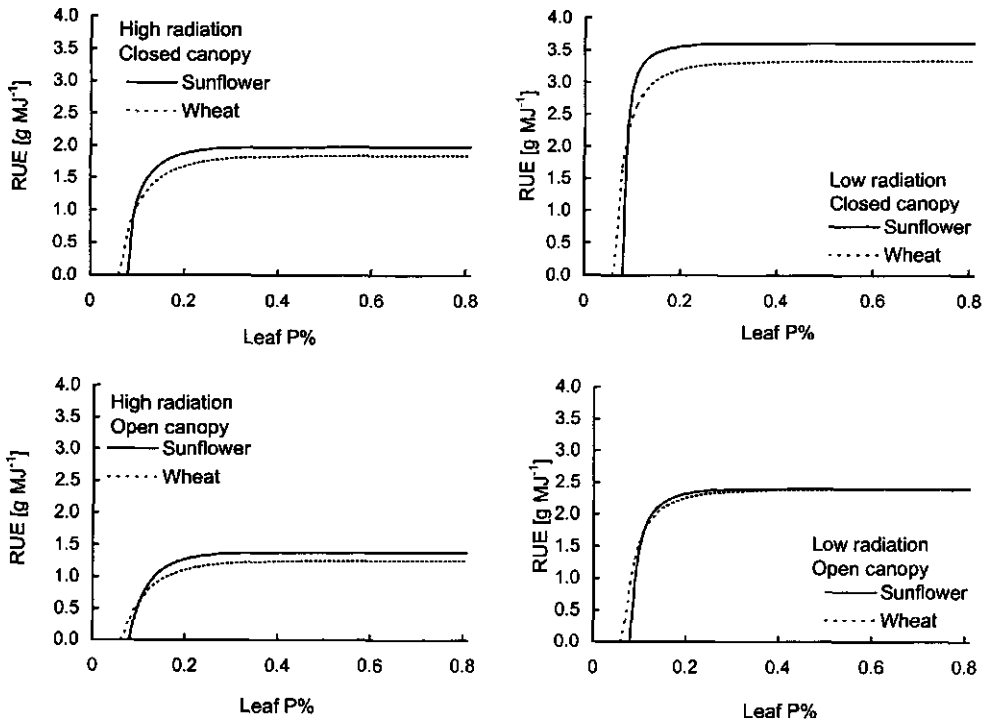 RUE [g MJ⁻¹]
4.0
3.5
3.0
2.5
2.0
1.5
1.0
0.5
0.0
High radiation
Closed canopy
Sunflower
Wheat
0
0.2
0.4
0.6
0.8
Leaf P%
RUE [g MJ⁻¹]
4.0
3.5
3.0
2.5
2.0
1.5
1.0
0.5
0.0
Low radiation
Closed canopy
Sunflower
Wheat
0
0.2
0.4
0.6
0.8
Leaf P%
RUE [g MJ⁻¹]
4.0
3.5
3.0
2.5
2.0
1.5
1.0
0.5
0.0
High radiation
Open canopy
Sunflower
Wheat
0
0.2
0.4
0.6
0.8
Leaf P%
RUE [g MJ⁻¹]
4.0
3.5
3.0
2.5
2.0
1.5
1.0
0.5
0.0
Low radiation
Open canopy
Sunflower
Wheat
0
0.2
0.4
0.6
0.8
Leaf P%